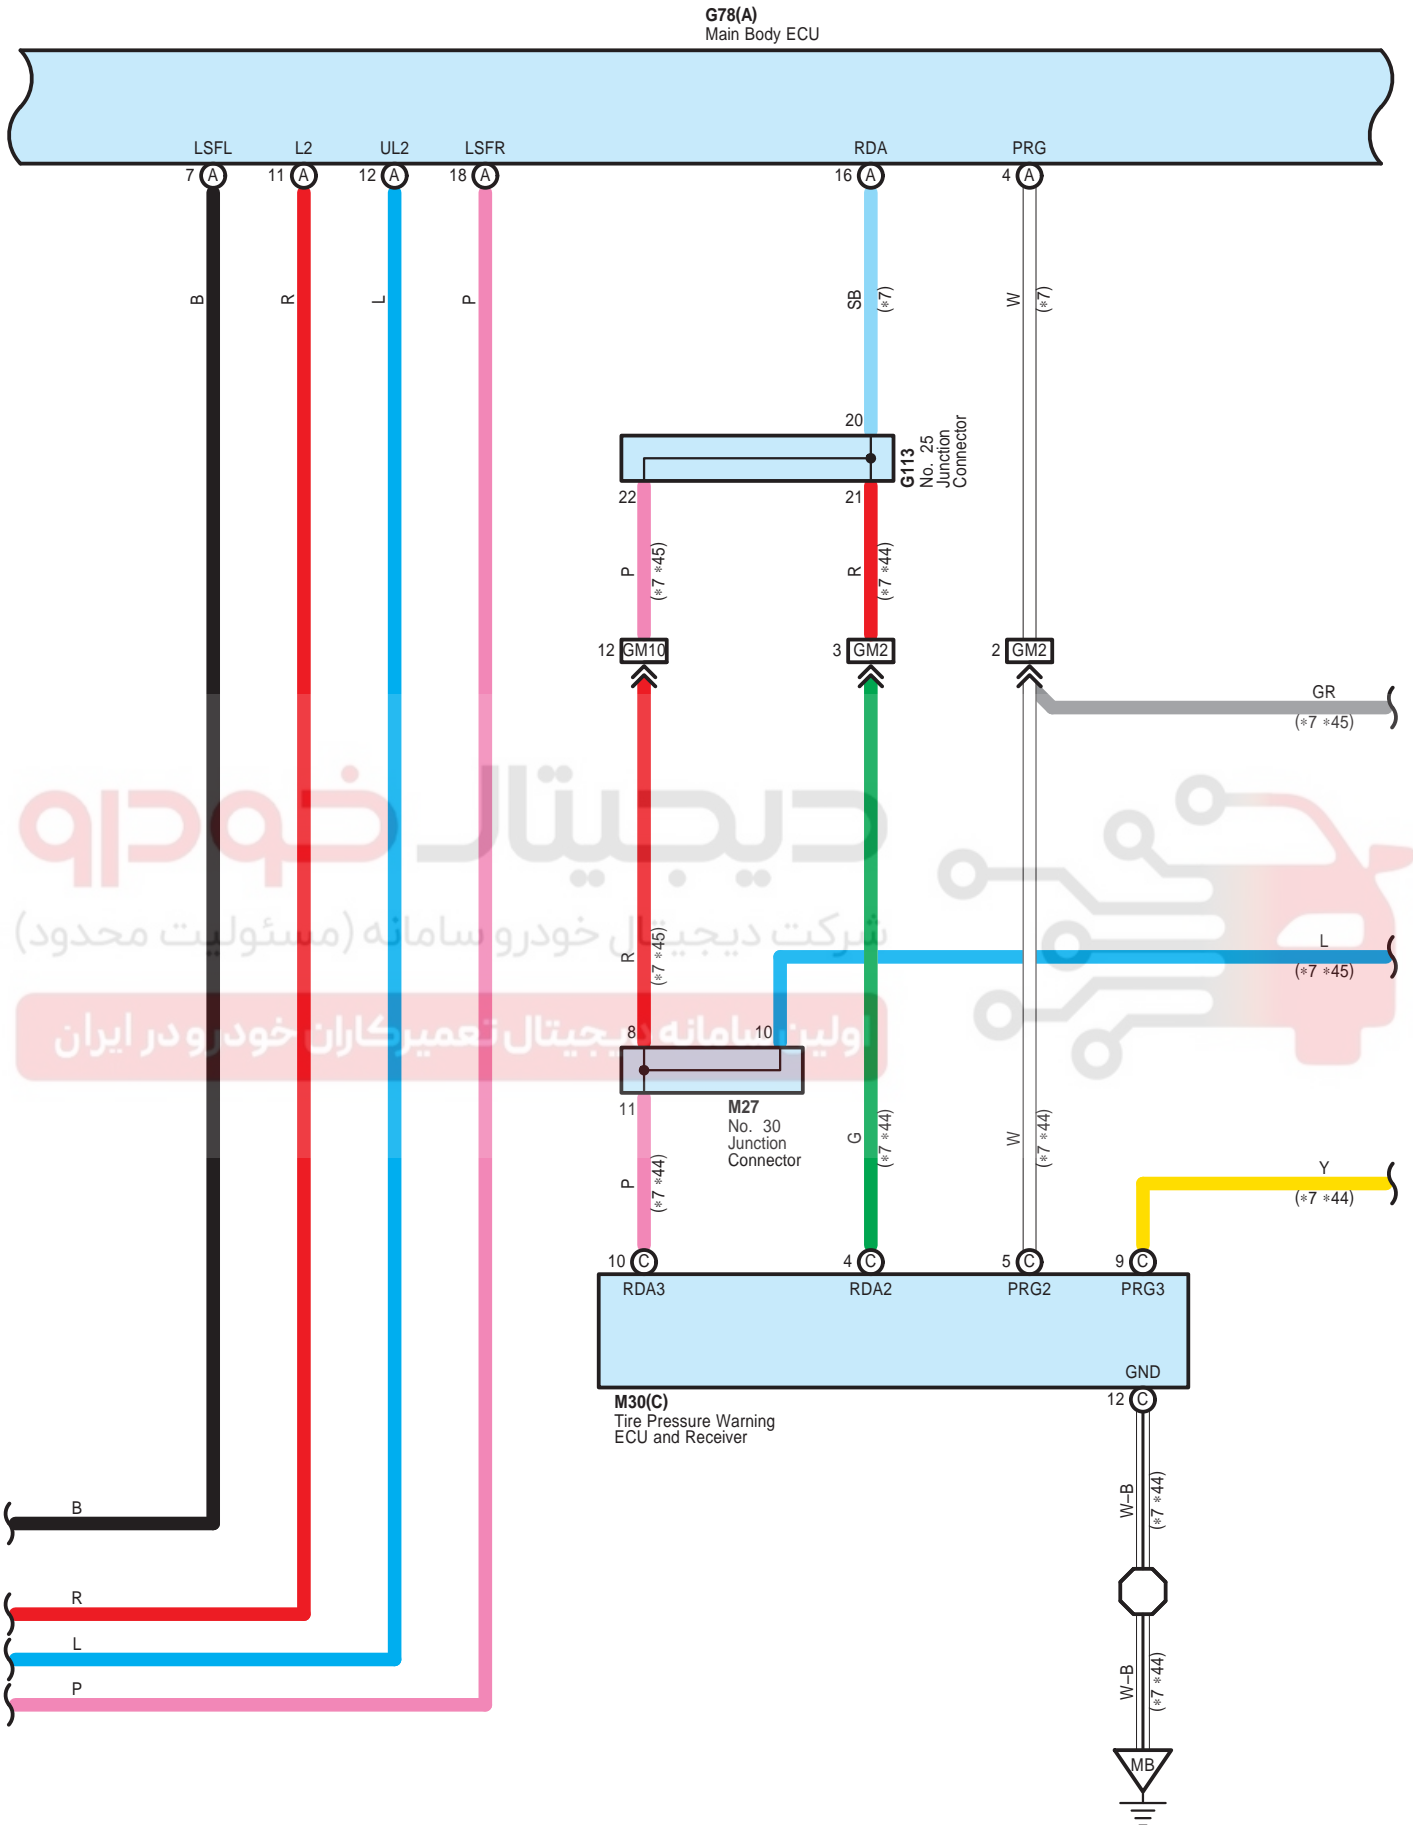 G78(A)
Main Body ECU
LSFL
L2
UL2
LSFR
RDA
PRG
7 A
11 A
12 A
18 A
16 A
4 A
B
R
L
P
SB
(*7)
W
(*7)
20
G113
No. 25
Junction
Connector
22
21
P
(*7 *45)
R
(*7 *44)
12 GM10
3 GM2
2 GM2
GR
(*7 *45)
دیجیتال خودرو
شرکت دیجیتال خودرو سامانه (مسئولیت محدود)
R
(*7 *45)
L
(*7 *45)
اولین سامانه دیجیتال تعمیرکاران خودرو در ایران
8
10
11
M27
No. 30
Junction
Connector
G
(*7 *44)
W
(*7 *44)
P
(*7 *44)
Y
(*7 *44)
10 C
4 C
5 C
9 C
RDA3
RDA2
PRG2
PRG3
GND
12 C
M30(C)
Tire Pressure Warning
ECU and Receiver
W–B
(*7 *44)
B
R
L
P
W–B
(*7 *44)
MB